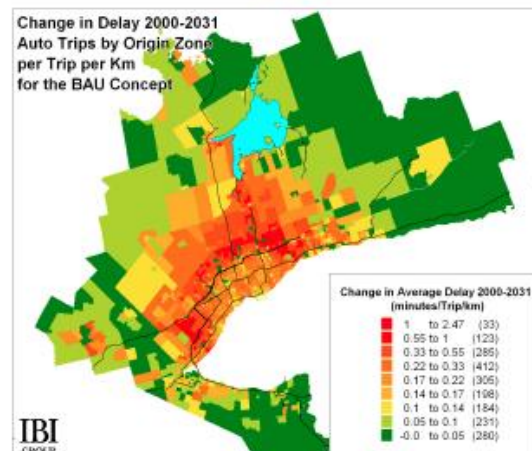 Change in Delay 2000-2031
Auto Trips by Origin Zone
per Trip per Km
for the BAU Concept
Change in Average Delay 2000-2031
(minutes/Trip/km)
1 to 2.47 (33)
0.55 to 1 (123)
0.33 to 0.55 (285)
0.22 to 0.33 (412)
0.17 to 0.22 (305)
0.14 to 0.17 (198)
0.1 to 0.14 (184)
0.05 to 0.1 (231)
-0.0 to 0.05 (280)
IBI
GROUP